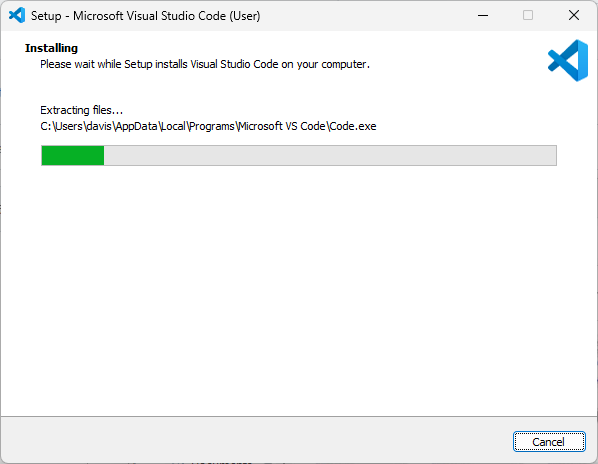 Setup - Microsoft Visual Studio Code (User)
Installing
Please wait while Setup installs Visual Studio Code on your computer.
Extracting files...
C:\Users\davis\AppData\Local\Programs\Microsoft VS Code\Code.exe
Cancel